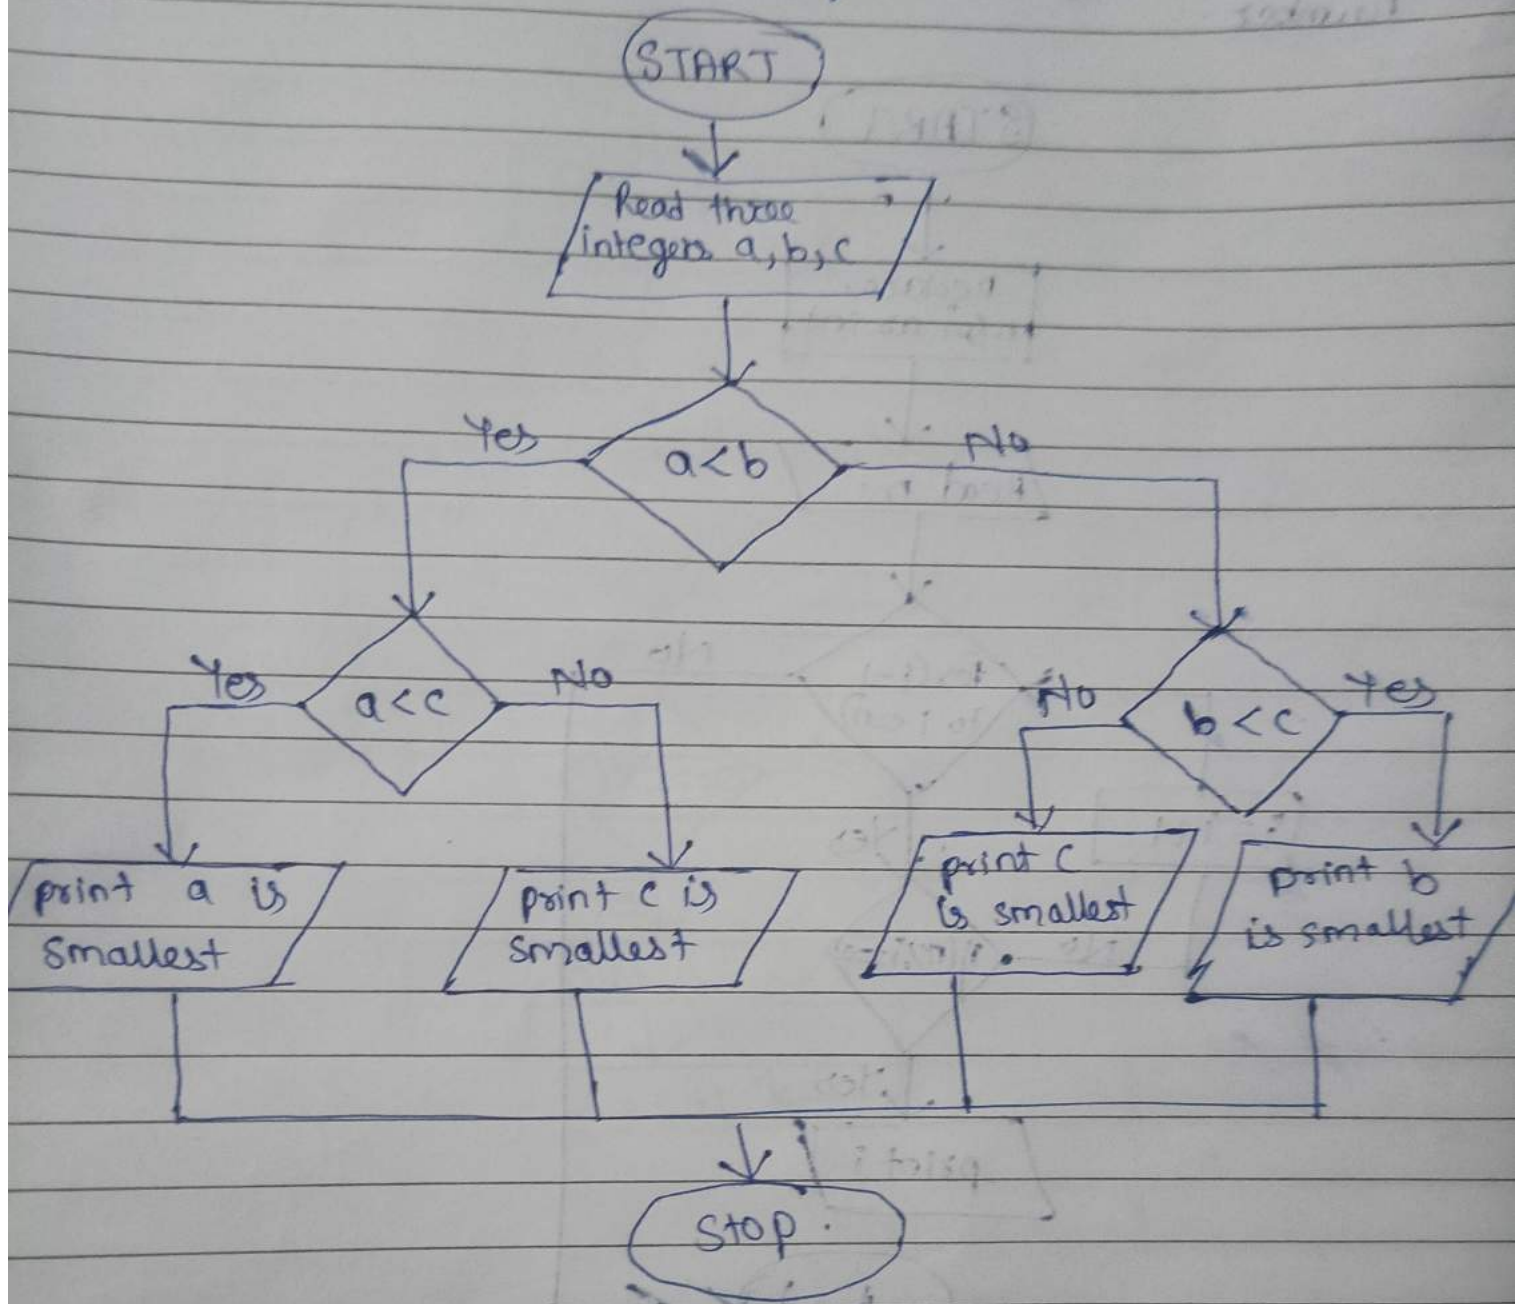 START
Read three
integers a, b, c
a<b
Yes
No
a<c
Yes
No
b<c
No
Yes
print a is
smallest
print c is
smallest
print c
is smallest
print b
is smallest
Stop